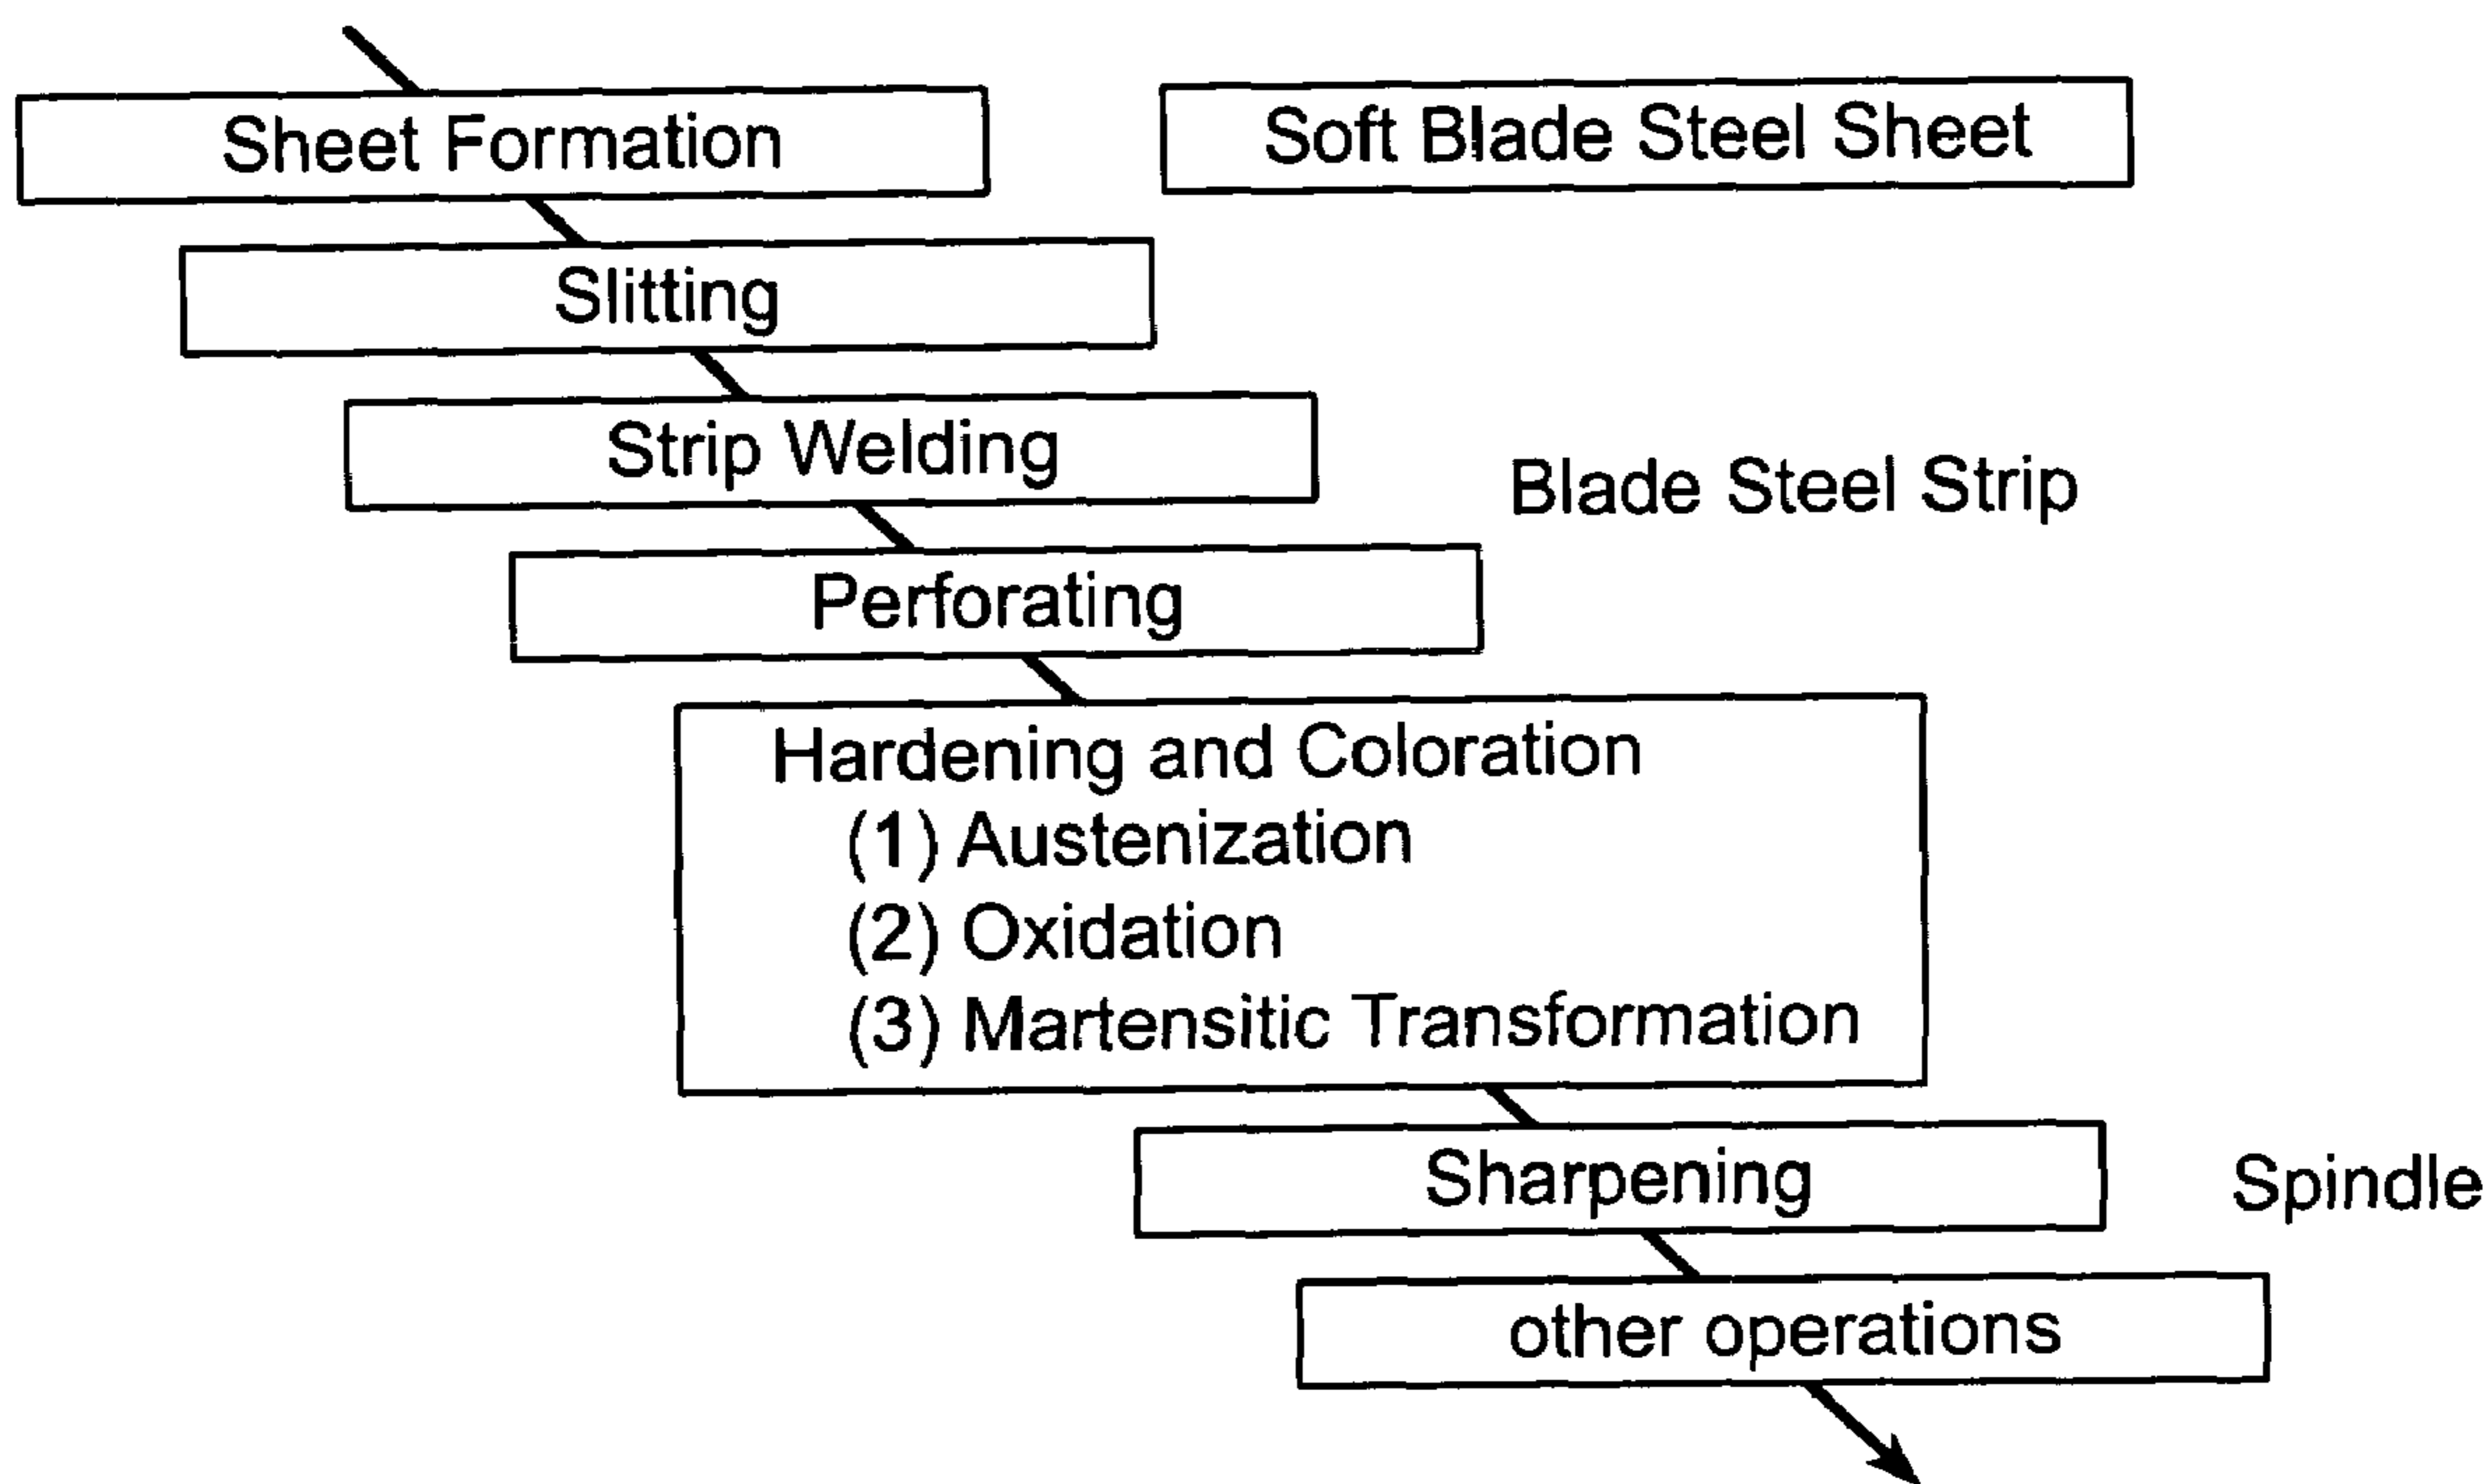 Sheet Formation
Soft Blade Steel Sheet
Slitting
Strip Welding
Blade Steel Strip
Perforating
Hardening and Coloration
(1) Austenization
(2) Oxidation
(3) Martensitic Transformation
Sharpening
Spindle
other operations